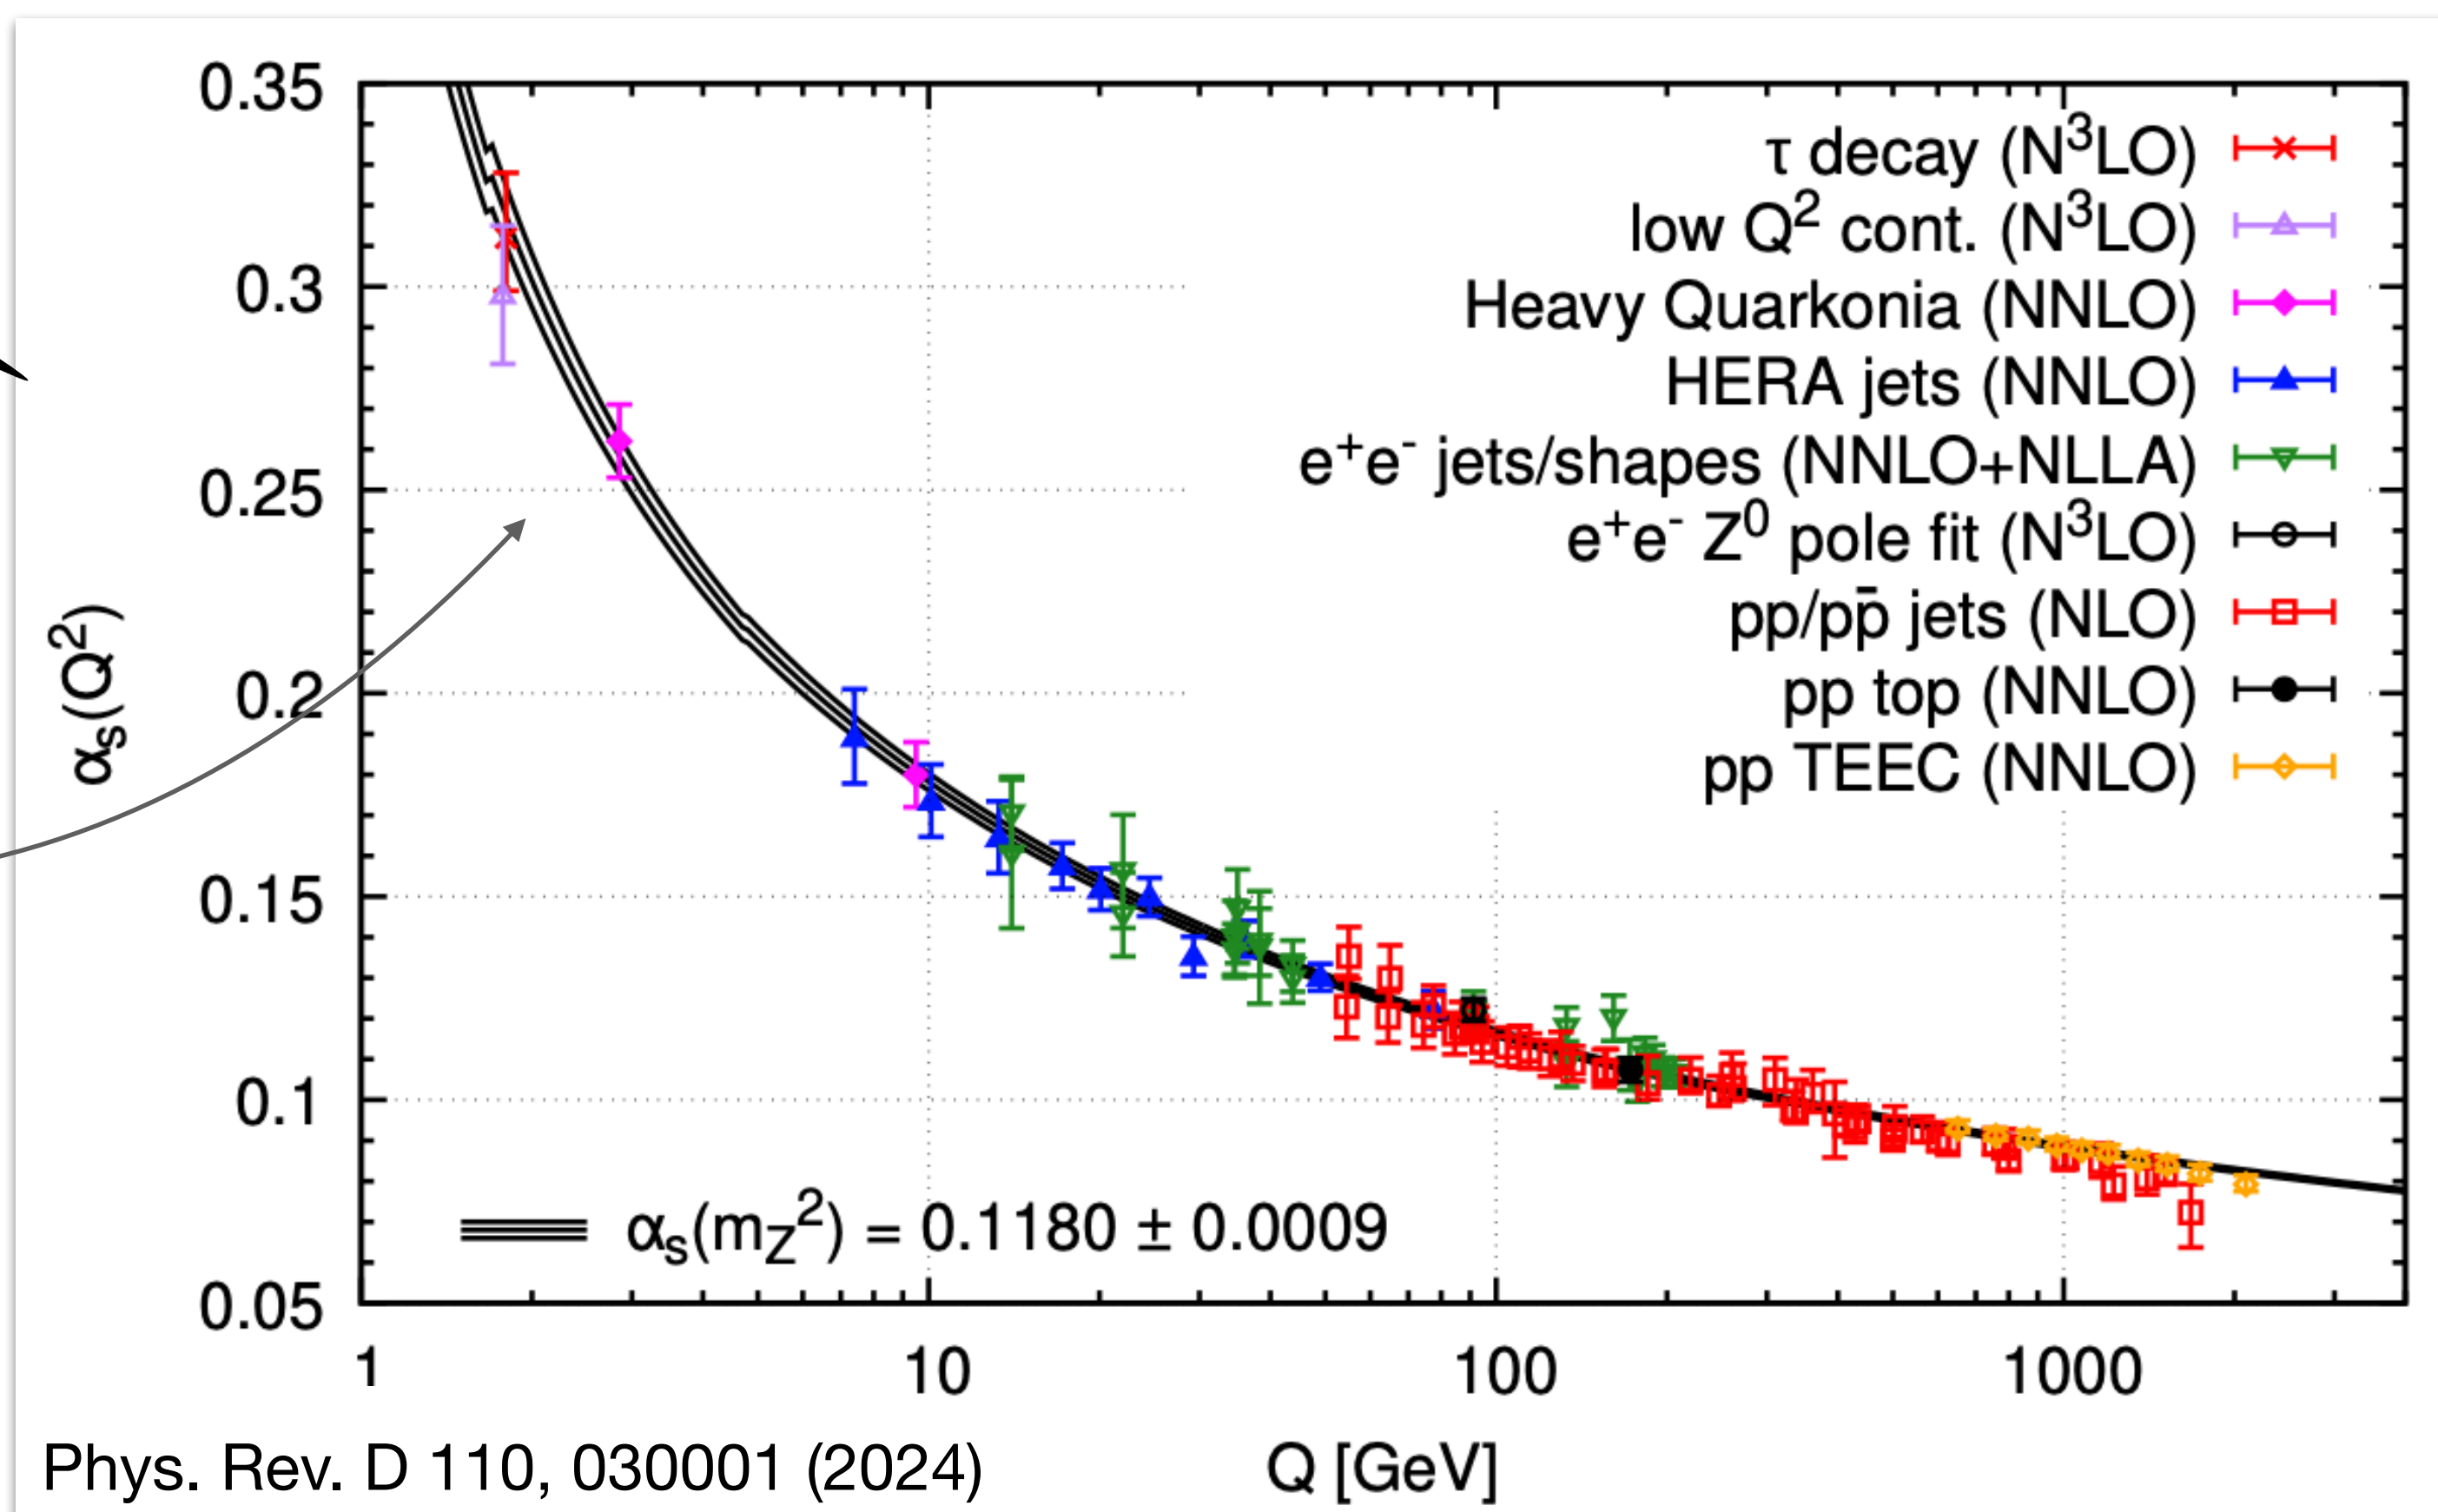 0.35
0.3
0.25
0.2
0.15
0.1
0.05
αₛ(Q²)
τ decay (N³LO)
low Q² cont. (N³LO)
Heavy Quarkonia (NNLO)
HERA jets (NNLO)
e⁺e⁻ jets/shapes (NNLO+NLLA)
e⁺e⁻ Z⁰ pole fit (N³LO)
pp/pp̄ jets (NLO)
pp top (NNLO)
pp TEEC (NNLO)
αₛ(m_Z²) = 0.1180 ± 0.0009
1 10 100 1000
Q [GeV]
Phys. Rev. D 110, 030001 (2024)